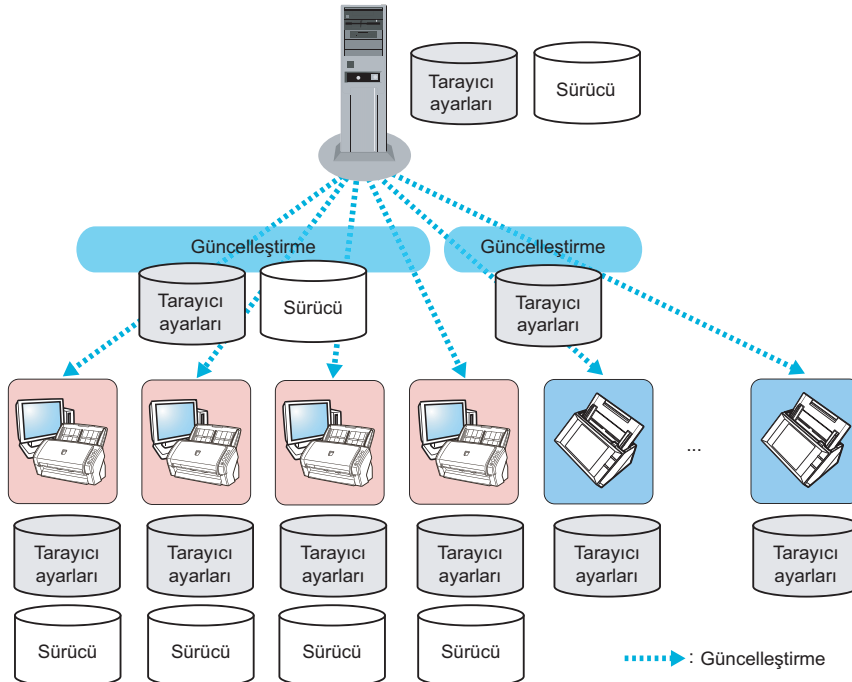 Tarayıcı
ayarları
Sürücü
Güncelleştirme
Güncelleştirme
Tarayıcı
ayarları
Sürücü
Tarayıcı
ayarları
...
Tarayıcı
ayarları
Tarayıcı
ayarları
Tarayıcı
ayarları
Tarayıcı
ayarları
Tarayıcı
ayarları
Tarayıcı
ayarları
Sürücü
Sürücü
Sürücü
Sürücü
: Güncelleştirme